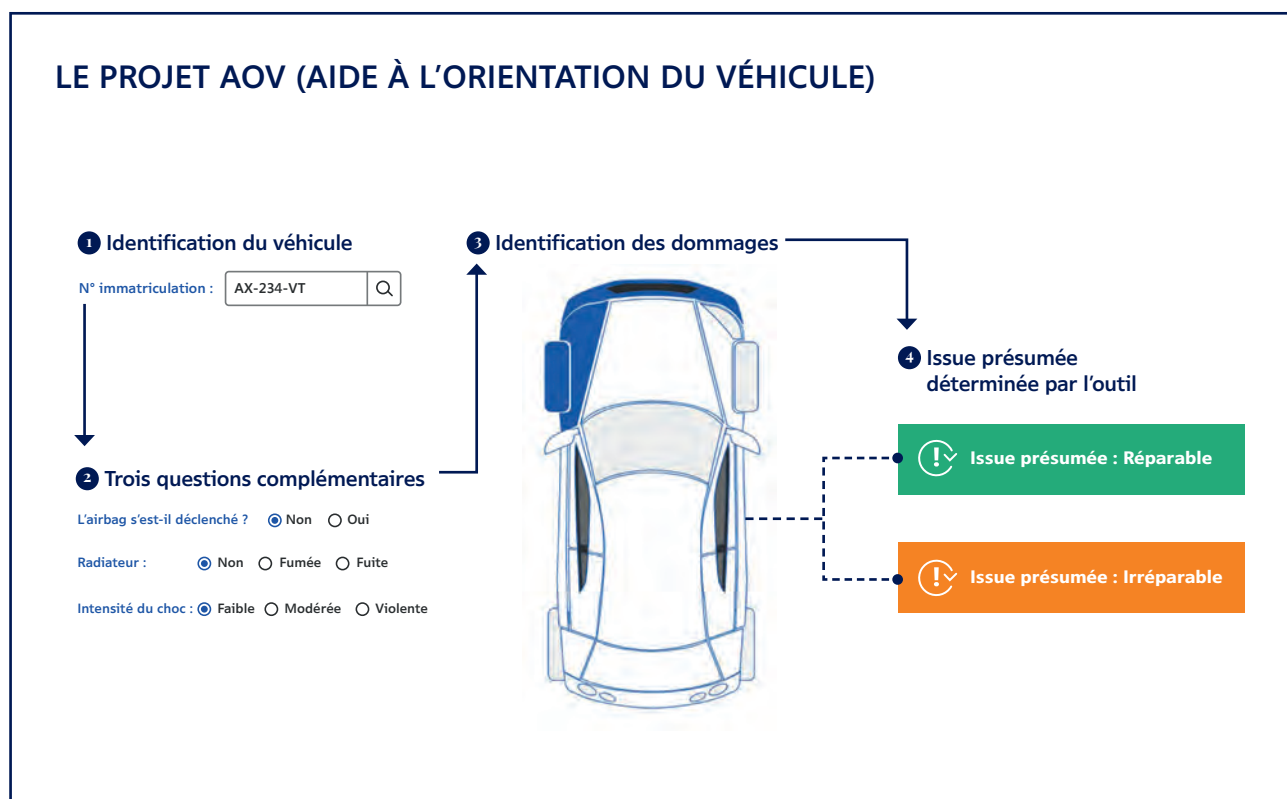 LE PROJET AOV (AIDE À L’ORIENTATION DU VÉHICULE)
1 Identification du véhicule
N° immatriculation : AX-234-VT
2 Trois questions complémentaires
L’airbag s’est-il déclenché ? Non Oui
Radiateur : Non Fumée Fuite
Intensité du choc : Faible Modérée Violente
3 Identification des dommages
4 Issue présumée
déterminée par l’outil
Issue présumée : Réparable
Issue présumée : Irréparable